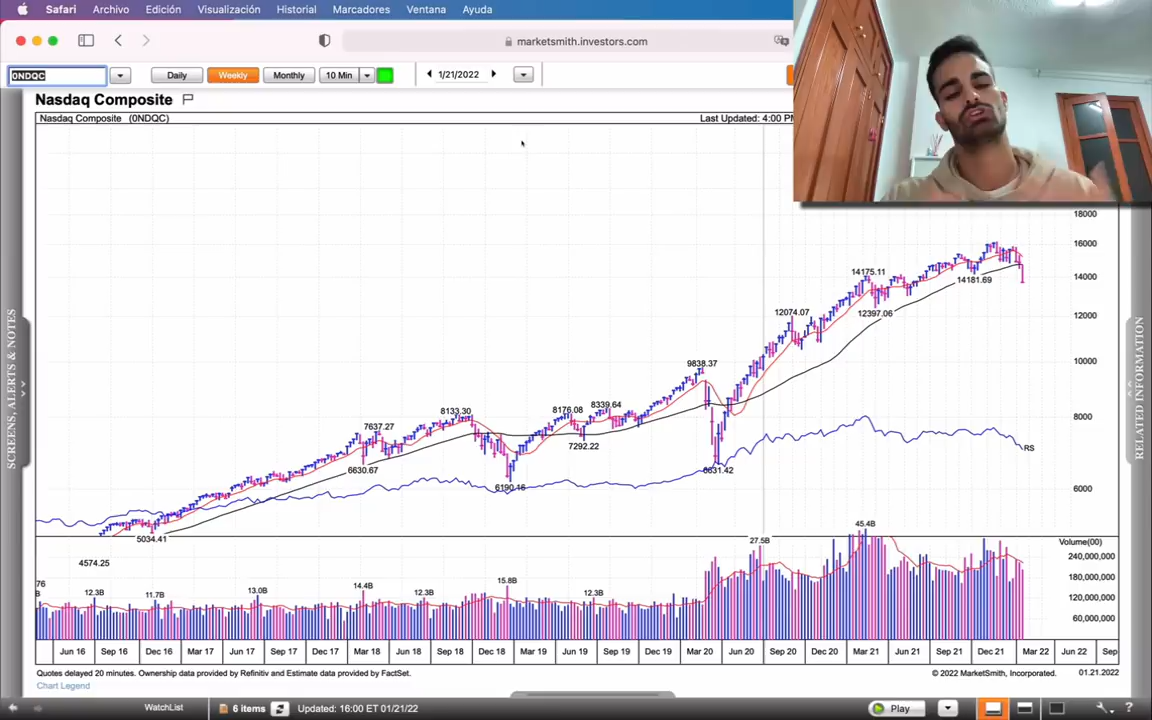 Safari Archivo Edición Visualización Historial Marcadores Ventana Ayuda
marketsmith.investors.com
0NDQC Daily Weekly Monthly 10 Min 1/21/2022
Nasdaq Composite
Nasdaq Composite (0NDQC) Last Updated: 4:00 PM
18000
16000
14175.11 14000
14181.69
12074.07 12397.06 12000
9838.37 10000
8133.30 8176.08 8339.64 8000
7637.27
7292.22
6630.67 RS
6631.42
6190.16 6000
5034.41
45.4B
27.5B Volume(00)
4574.25 240,000,000
76 14.4B 15.8B 180,000,000
12.3B 11.7B 13.0B 12.3B 12.3B 120,000,000
60,000,000
Jun 16 Sep 16 Dec 16 Mar 17 Jun 17 Sep 17 Dec 17 Mar 18 Jun 18 Sep 18 Dec 18 Mar 19 Jun 19 Sep 19 Dec 19 Mar 20 Jun 20 Sep 20 Dec 20 Mar 21 Jun 21 Sep 21 Dec 21 Mar 22 Jun 22 Sep
Quotes delayed 20 minutes. Ownership data provided by Refinitiv and Estimate data provided by FactSet. © 2022 MarketSmith, Incorporated. 01.21.2022
Chart Legend
SCREENS, ALERTS & NOTES
RELATED INFORMATION
WatchList 6 items Updated: 16:00 ET 01/21/22 Play ?